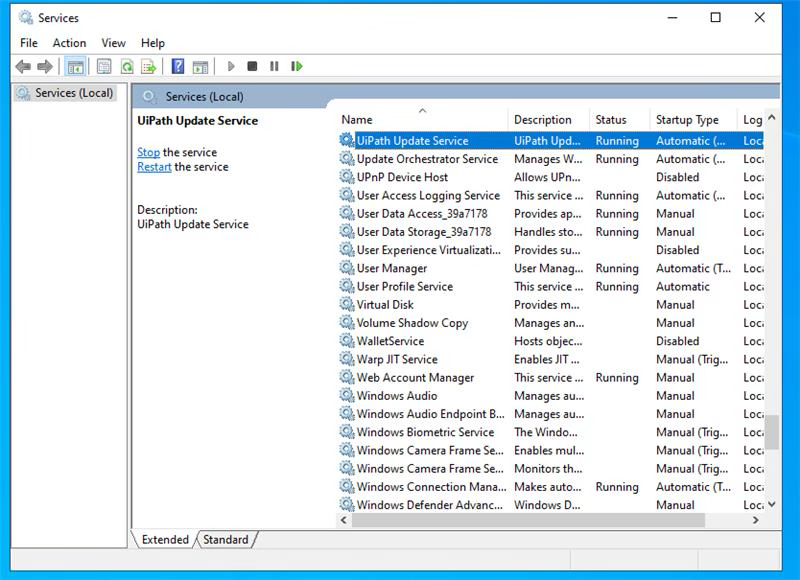 Services
File Action View Help
Services (Local)
Services (Local)
UiPath Update Service
Stop the service
Restart the service
Description:
UiPath Update Service
Name Description Status Startup Type Log
UiPath Update Service UiPath Upd... Running Automatic (... Loca
Update Orchestrator Service Manages W... Running Automatic (... Loca
UPnP Device Host Allows UPn... Disabled Loca
User Access Logging Service This service ... Running Automatic (... Loca
User Data Access_39a7178 Provides ap... Running Manual Loca
User Data Storage_39a7178 Handles sto... Running Manual Loca
User Experience Virtualizati... Provides su... Disabled Loca
User Manager User Manag... Running Automatic (T... Loca
User Profile Service This service ... Running Automatic Loca
Virtual Disk Provides m... Manual Loca
Volume Shadow Copy Manages an... Manual Loca
WalletService Hosts objec... Disabled Loca
Warp JIT Service Enables JIT ... Manual (Trig... Loca
Web Account Manager This service ... Running Manual Loca
Windows Audio Manages au... Manual Loca
Windows Audio Endpoint B... Manages au... Manual Loca
Windows Biometric Service The Windo... Manual (Trig... Loca
Windows Camera Frame Se... Enables mul... Manual (Trig... Loca
Windows Camera Frame Se... Monitors th... Manual (Trig... Loca
Windows Connection Mana... Makes auto... Running Automatic (T... Loca
Windows Defender Advanc... Windows D... Manual Loca
Extended Standard